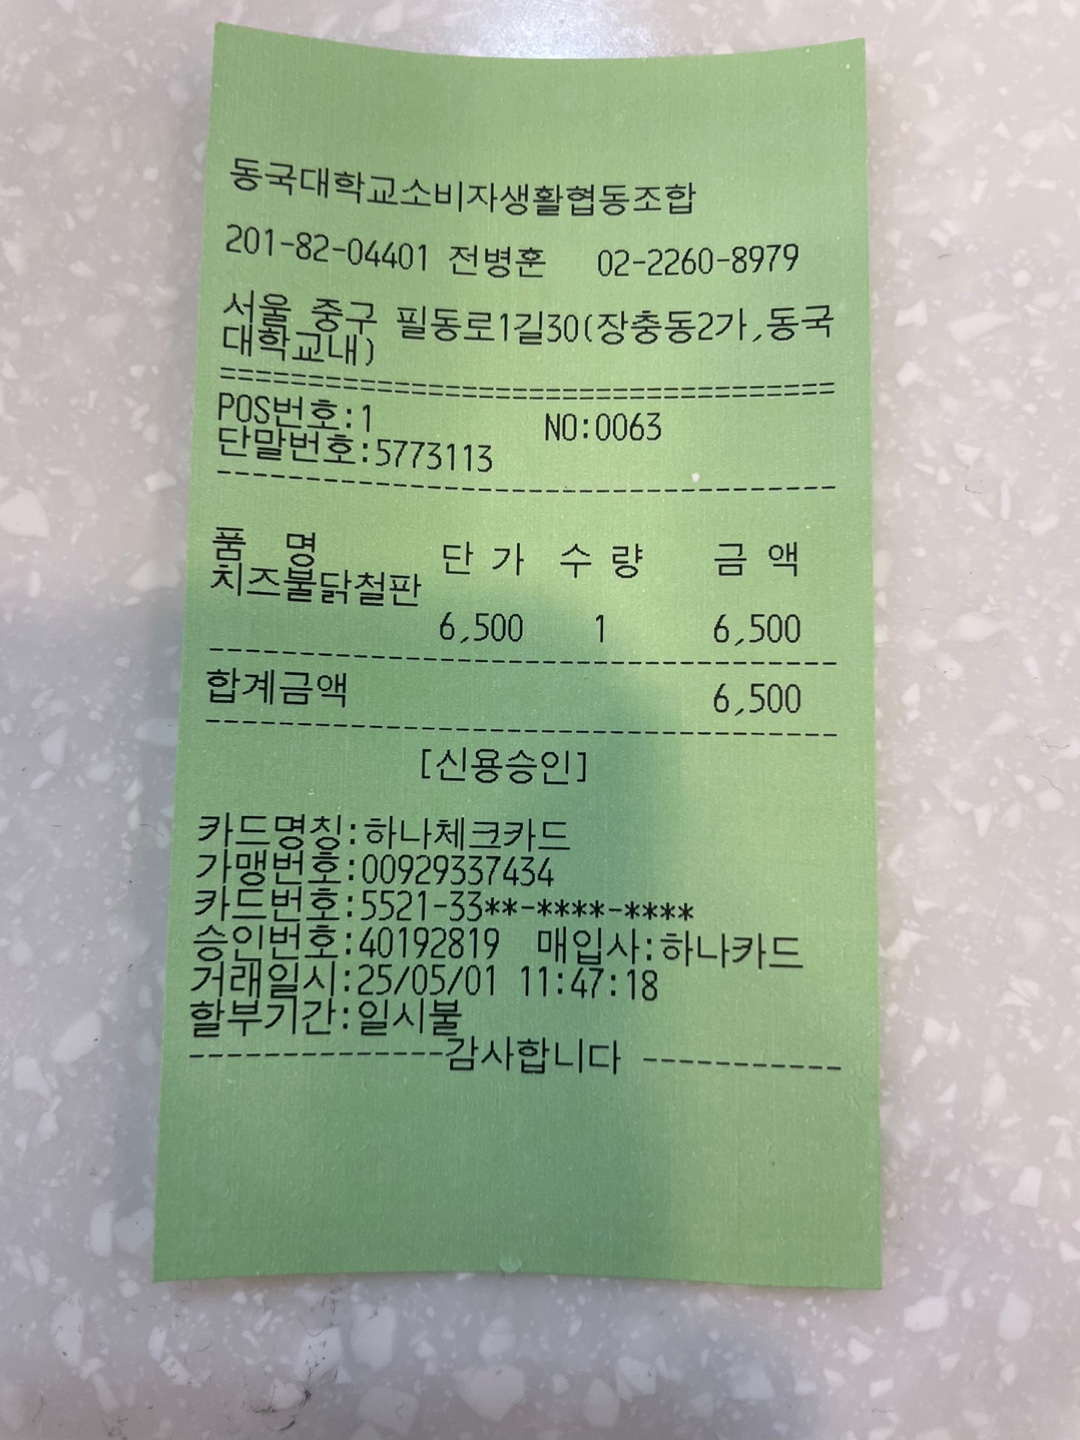 동국대학교소비자생활협동조합
201-82-04401 전병훈 02-2260-8979
서울 중구 필동로1길30(장충동2가,동국
대학교내)
==================================
POS번호:1 NO:0063
단말번호:5773113
----------------------------------
품 명 단 가 수 량 금 액
치즈불닭철판
6,500 1 6,500
----------------------------------
합계금액 6,500
----------------------------------
[신용승인]
카드명칭:하나체크카드
가맹번호:00929337434
카드번호:5521-33**-****-****
승인번호:40192819 매입사:하나카드
거래일시:25/05/01 11:47:18
할부기간:일시불
--------------감사합니다 -----------